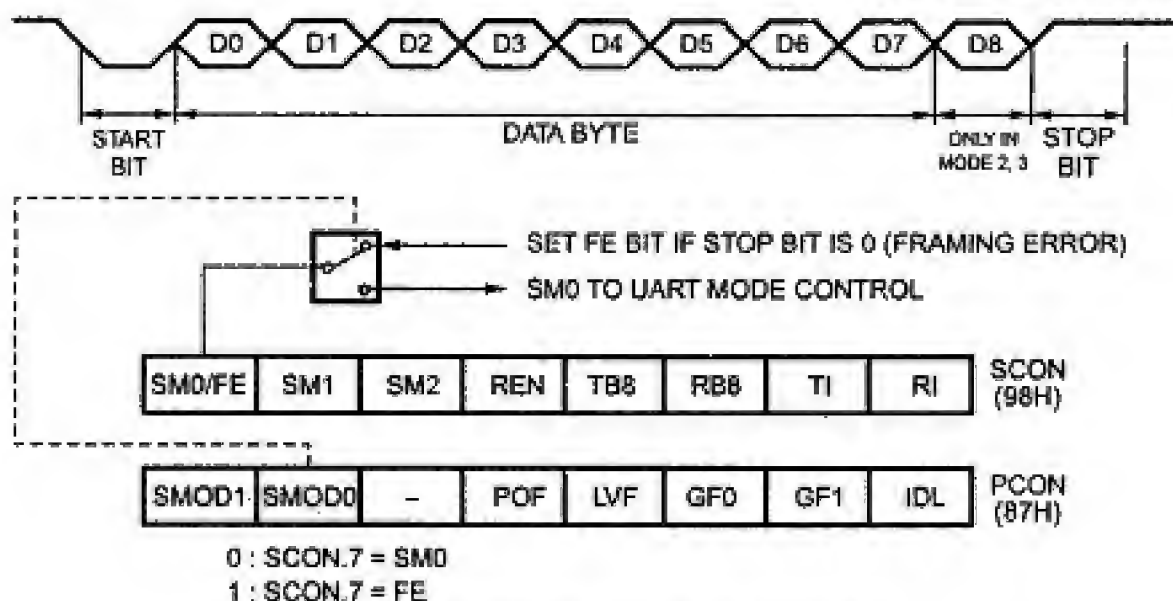 D0 D1 D2 D3 D4 D5 D6 D7 D8
START
BIT
DATA BYTE
ONLY IN
MODE 2, 3
STOP
BIT
SET FE BIT IF STOP BIT IS 0 (FRAMING ERROR)
SM0 TO UART MODE CONTROL
SM0/FE SM1 SM2 REN TB8 RB8 TI RI
SCON
(98H)
SMOD1 SMOD0 – POF LVF GF0 GF1 IDL
PCON
(87H)
0 : SCON.7 = SM0
1 : SCON.7 = FE